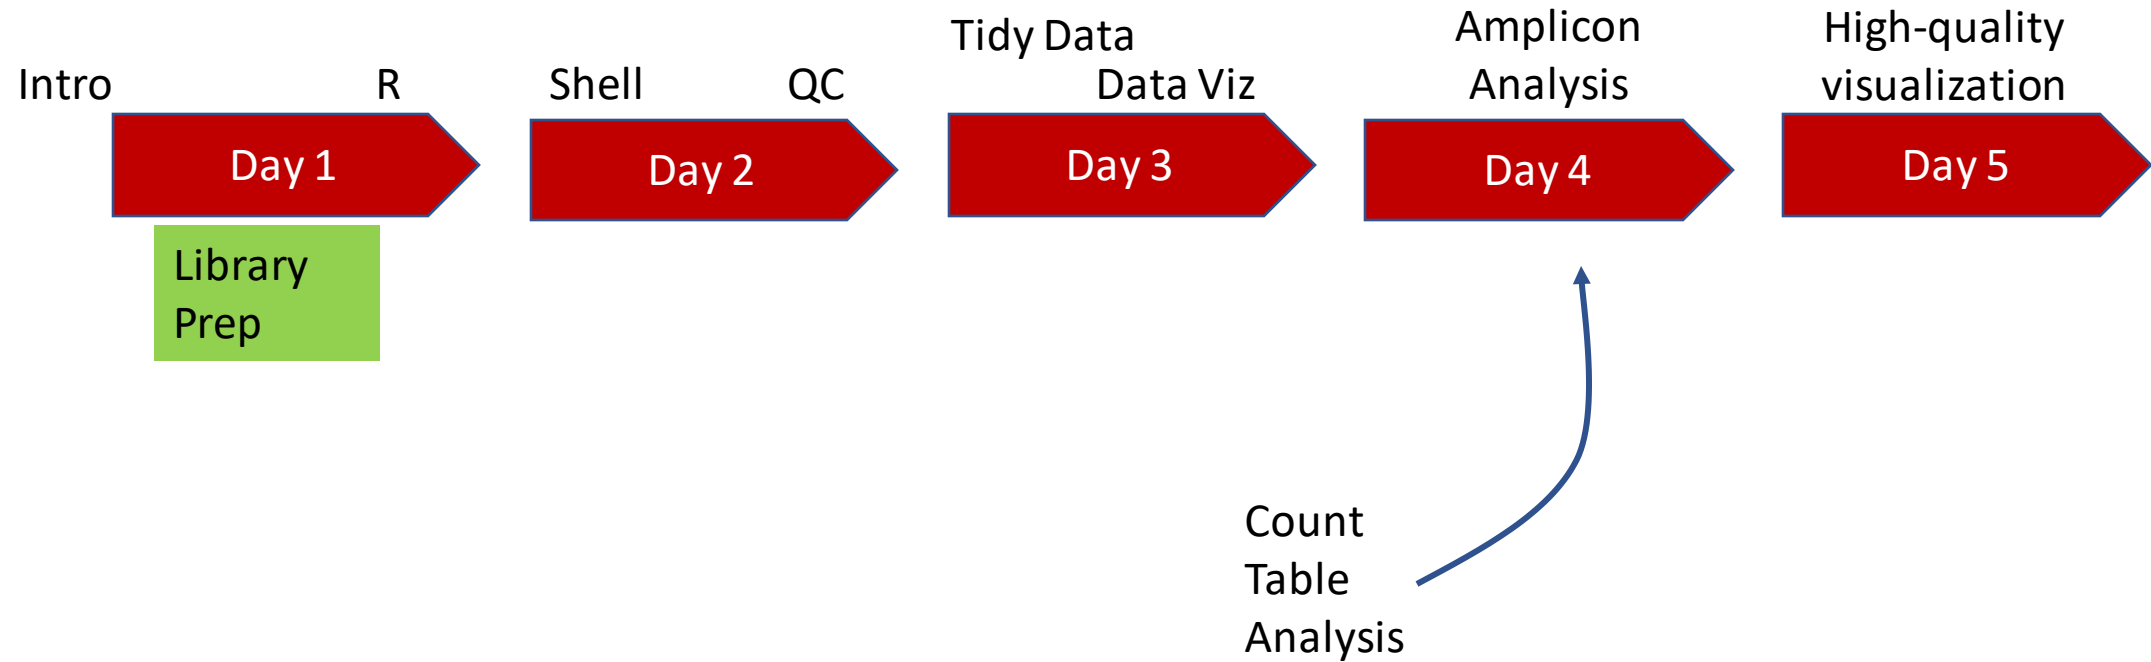 Intro
R
Day 1
Library
Prep
Shell
QC
Day 2
Tidy Data
Data Viz
Day 3
Amplicon
Analysis
Day 4
Count
Table
Analysis
High-quality
visualization
Day 5